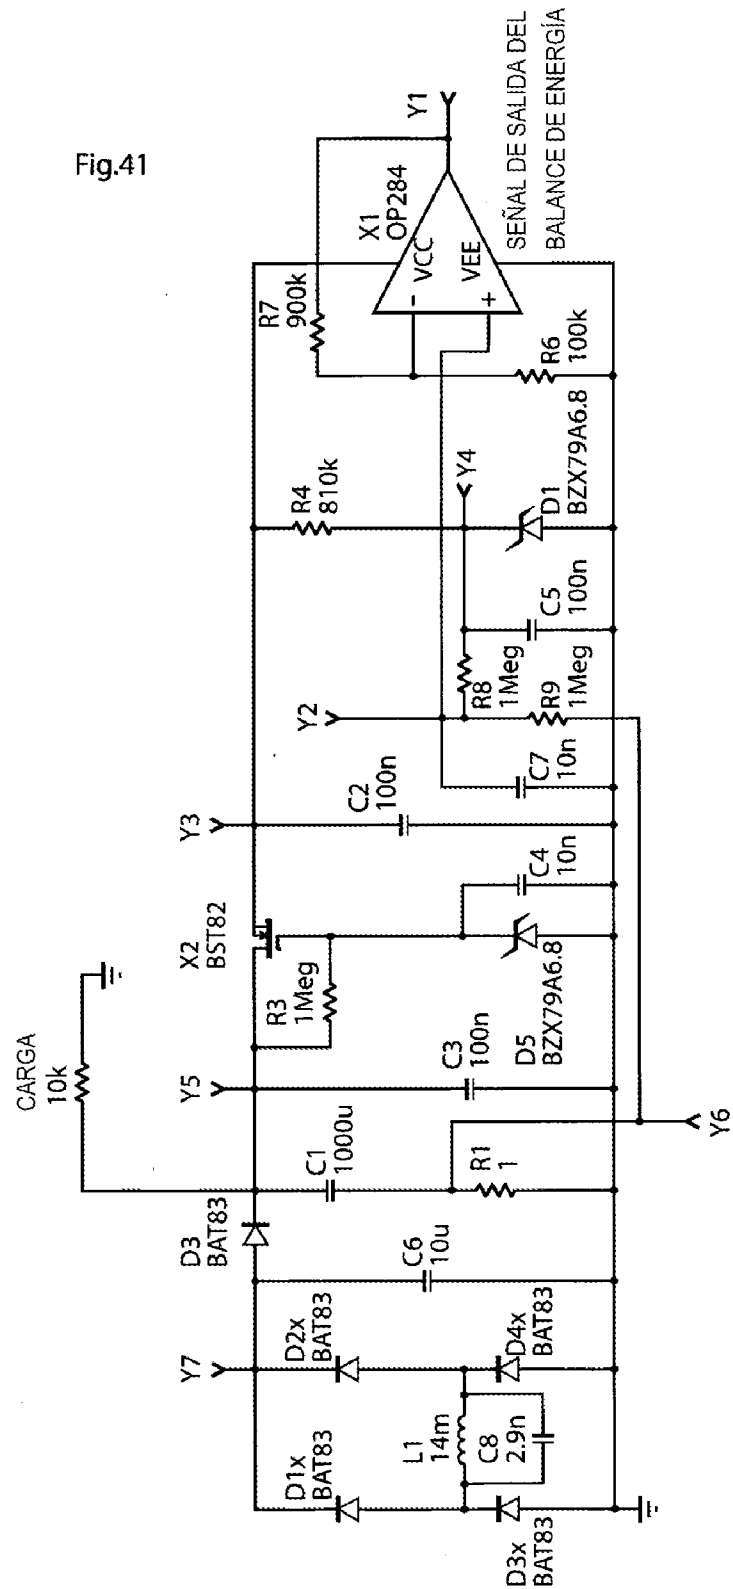 Fig.41
CARGA
10k
Y7
D1x
BAT83
D2x
BAT83
D3
BAT83
L1
14m
C8
2.9n
D3x
BAT83
D4x
BAT83
C6
10u
C1
1000u
R1
1
Y5
Y6
R3
1Meg
C3
100n
X2
BST82
D5
BZX79A6.8
C4
10n
Y3
C2
100n
C7
10n
Y2
R8
1Meg
R9
1Meg
C5
100n
R4
810k
Y4
D1
BZX79A6.8
R7
900k
R6
100k
X1
OP284
VCC
VEE
-
+
Y1
SEÑAL DE SALIDA DEL
BALANCE DE ENERGÍA